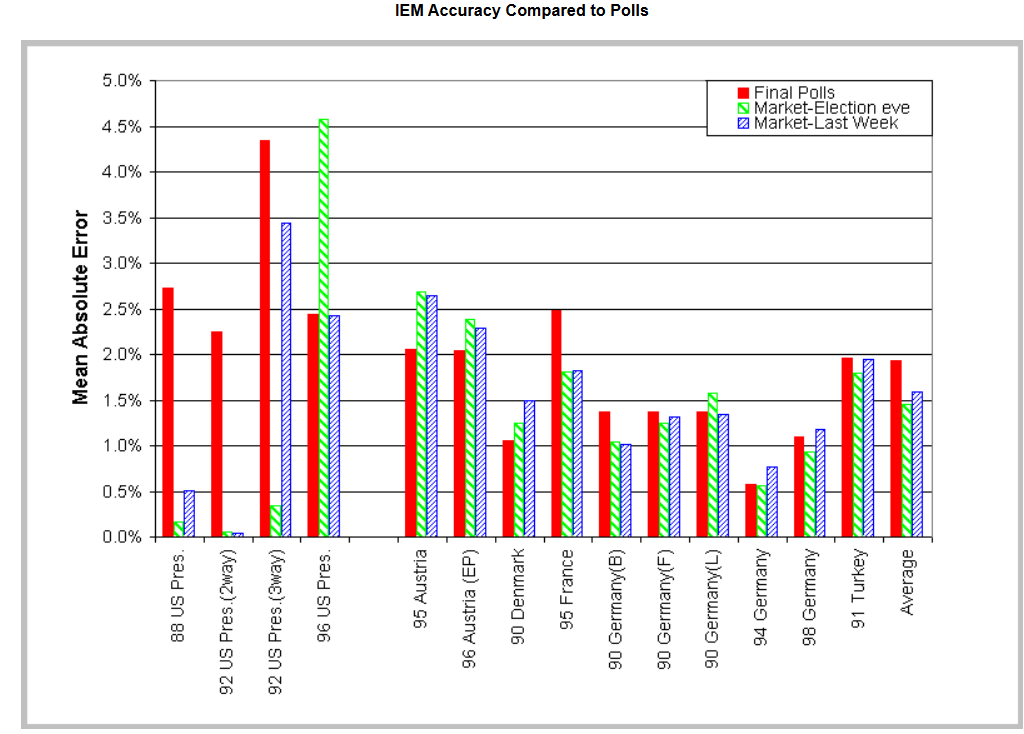 IEM Accuracy Compared to Polls
Final Polls
Market-Election eve
Market-Last Week
Mean Absolute Error
5.0%
4.5%
4.0%
3.5%
3.0%
2.5%
2.0%
1.5%
1.0%
0.5%
0.0%
88 US Pres.
92 US Pres.(2way)
92 US Pres.(3way)
96 US Pres.
95 Austria
96 Austria (EP)
90 Denmark
95 France
90 Germany(B)
90 Germany(F)
90 Germany(L)
94 Germany
98 Germany
91 Turkey
Average